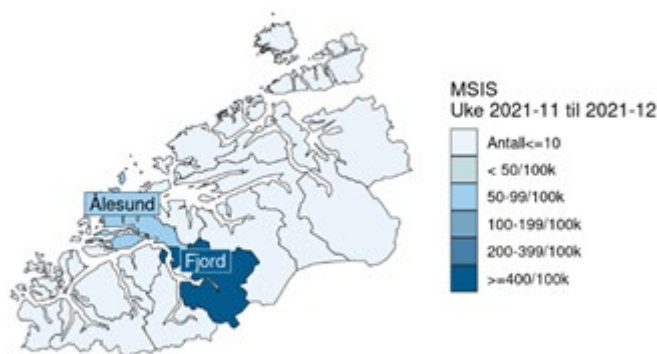 MSIS
Uke 2021-11 til 2021-12
Antall<=10
< 50/100k
50-99/100k
100-199/100k
200-399/100k
>=400/100k
Ålesund
Fjord